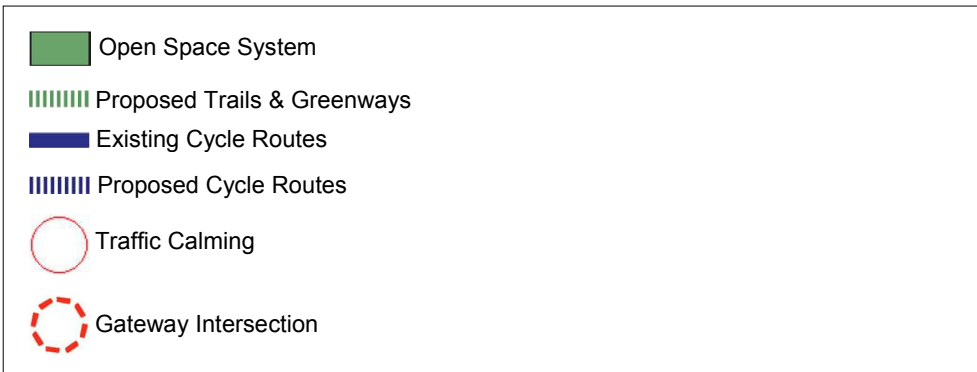 Open Space System
Proposed Trails & Greenways
Existing Cycle Routes
Proposed Cycle Routes
Traffic Calming
Gateway Intersection